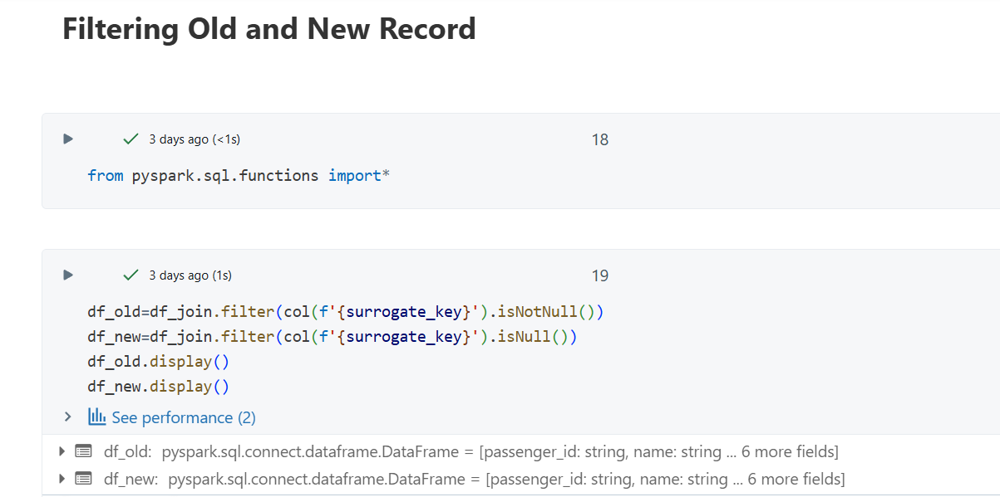 Filtering Old and New Record
3 days ago (<1s)
18
from pyspark.sql.functions import*
3 days ago (1s)
19
df_old=df_join.filter(col(f'{surrogate_key}').isNotNull())
df_new=df_join.filter(col(f'{surrogate_key}').isNull())
df_old.display()
df_new.display()
See performance (2)
df_old: pyspark.sql.connect.dataframe.DataFrame = [passenger_id: string, name: string ... 6 more fields]
df_new: pyspark.sql.connect.dataframe.DataFrame = [passenger_id: string, name: string ... 6 more fields]